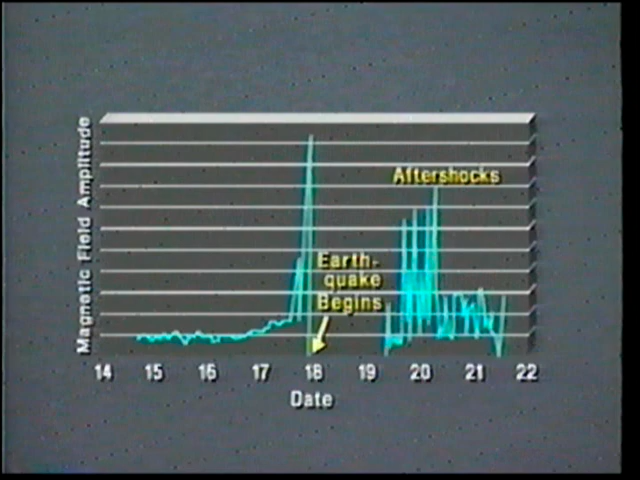 Magnetic Field Amplitude
Aftershocks
Earth-
quake
Begins
14 15 16 17 18 19 20 21 22
Date